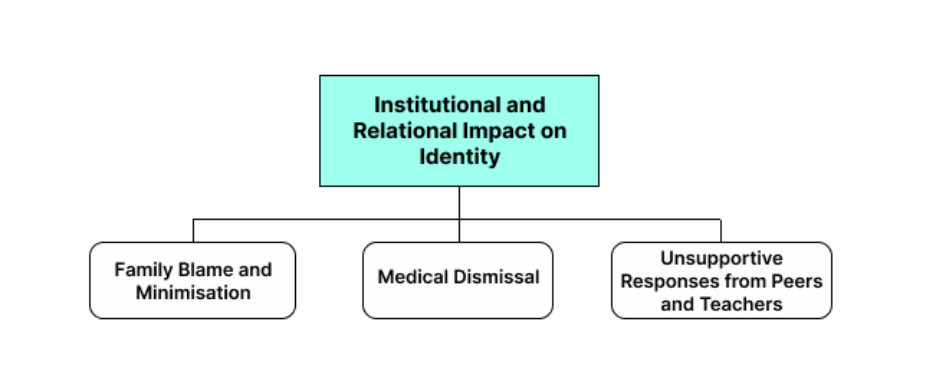 Institutional and
Relational Impact on
Identity
Family Blame and
Minimisation
Medical Dismissal
Unsupportive
Responses from Peers
and Teachers